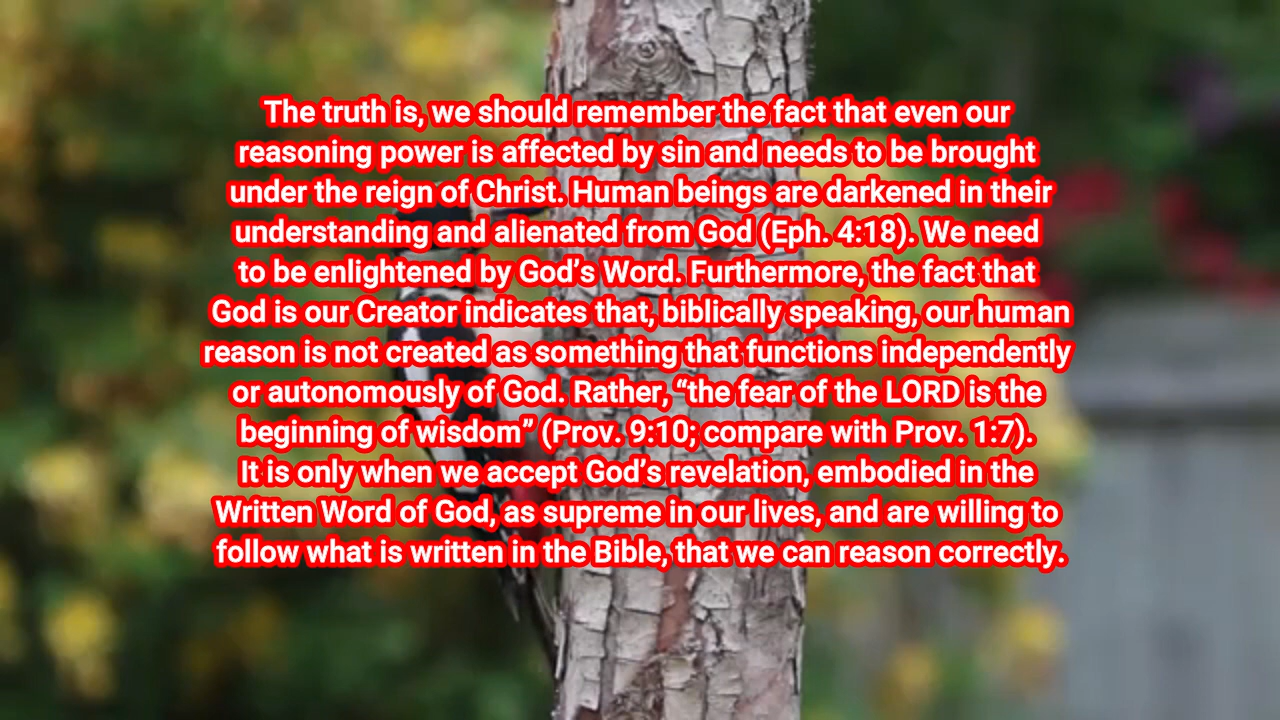 The truth is, we should remember the fact that even our
reasoning power is affected by sin and needs to be brought
under the reign of Christ. Human beings are darkened in their
understanding and alienated from God (Eph. 4:18). We need
to be enlightened by God’s Word. Furthermore, the fact that
God is our Creator indicates that, biblically speaking, our human
reason is not created as something that functions independently
or autonomously of God. Rather, “the fear of the LORD is the
beginning of wisdom” (Prov. 9:10; compare with Prov. 1:7).
It is only when we accept God’s revelation, embodied in the
Written Word of God, as supreme in our lives, and are willing to
follow what is written in the Bible, that we can reason correctly.